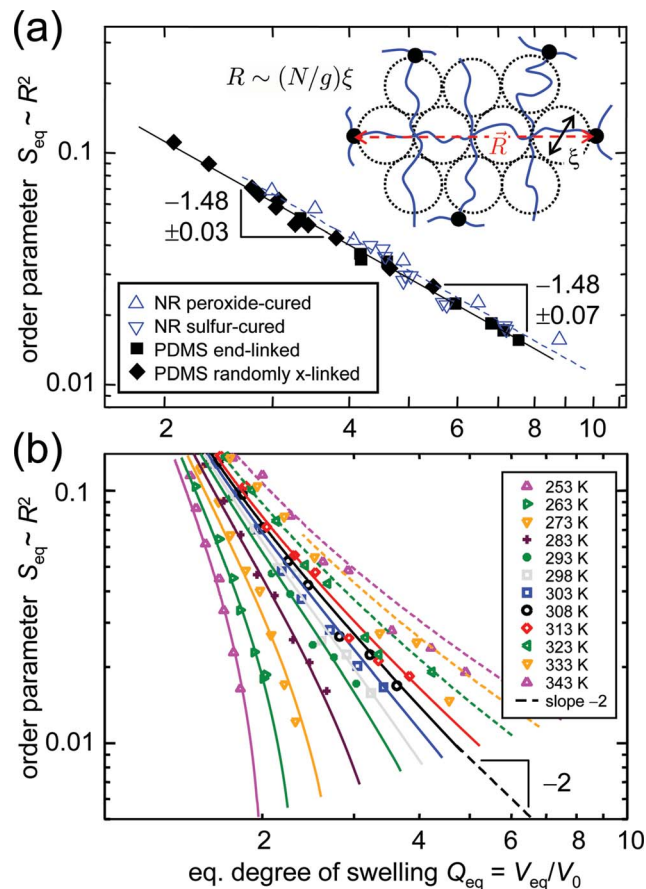 (a)
order parameter S_eq ~ R²
0.1
0.01
R ~ (N/g)ξ
R⃗
ξ
−1.48
±0.03
−1.48
±0.07
NR peroxide-cured
NR sulfur-cured
PDMS end-linked
PDMS randomly x-linked
2 4 6 8 10
(b)
order parameter S_eq ~ R²
0.1
0.01
253 K
263 K
273 K
283 K
293 K
298 K
303 K
308 K
313 K
323 K
333 K
343 K
slope −2
−2
2 4 6 8 10
eq. degree of swelling Q_eq = V_eq/V_0